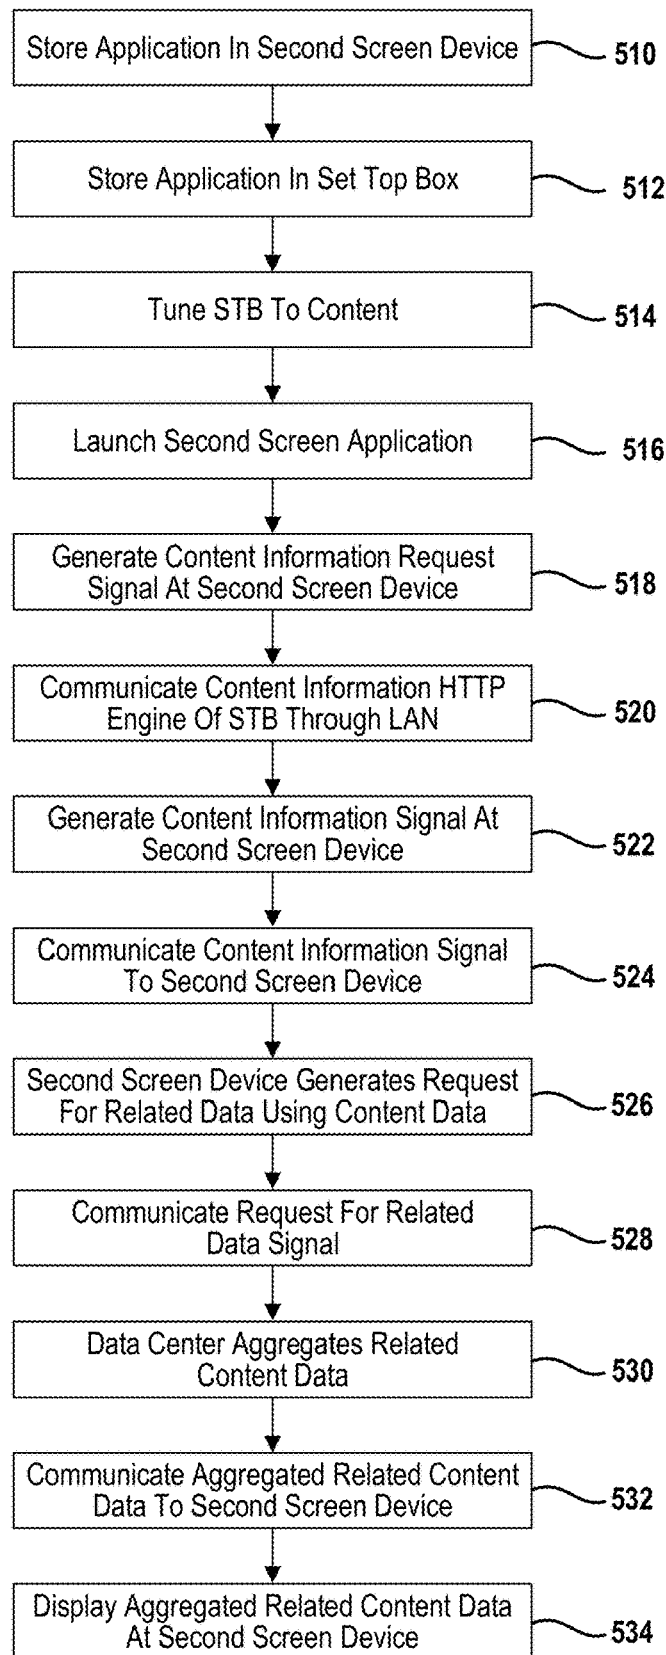 Store Application In Second Screen Device
510
Store Application In Set Top Box
512
Tune STB To Content
514
Launch Second Screen Application
516
Generate Content Information Request
Signal At Second Screen Device
518
Communicate Content Information HTTP
Engine Of STB Through LAN
520
Generate Content Information Signal At
Second Screen Device
522
Communicate Content Information Signal
To Second Screen Device
524
Second Screen Device Generates Request
For Related Data Using Content Data
526
Communicate Request For Related
Data Signal
528
Data Center Aggregates Related
Content Data
530
Communicate Aggregated Related Content
Data To Second Screen Device
532
Display Aggregated Related Content Data
At Second Screen Device
534